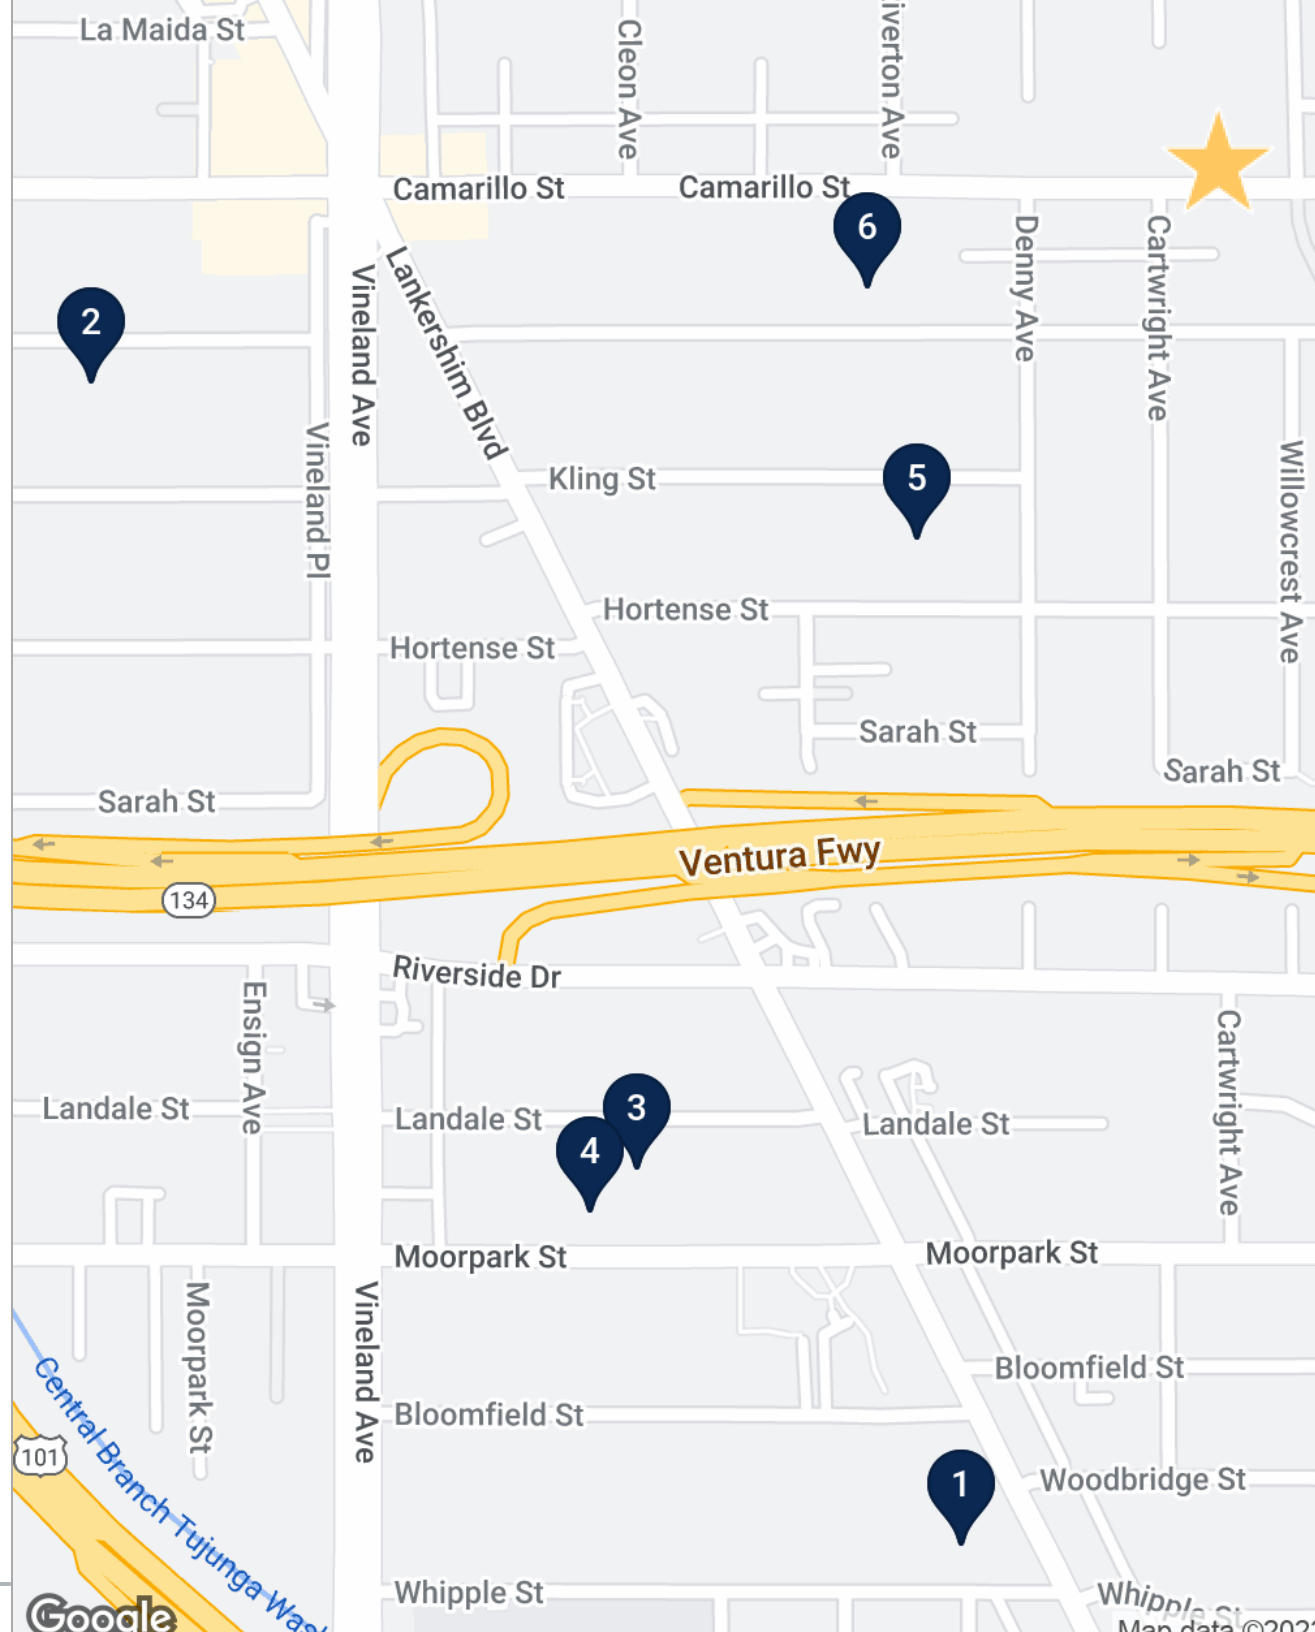 La Maida St
Cleon Ave
iverton Ave
Camarillo St
Camarillo St
6
2
Vineland Ave
Lankershim Blvd
Denny Ave
Cartwright Ave
Vineland Pl
Kling St
5
Willowcrest Ave
Hortense St
Hortense St
Sarah St
Sarah St
Sarah St
Ventura Fwy
134
Riverside Dr
Ensign Ave
Cartwright Ave
Landale St
Landale St
3
4
Landale St
Moorpark St
Moorpark St
Moorpark St
Vineland Ave
Central Branch Tujunga Wash
Bloomfield St
Bloomfield St
101
1
Woodbridge St
Whipple St
Whipple St
Google
Map data ©202